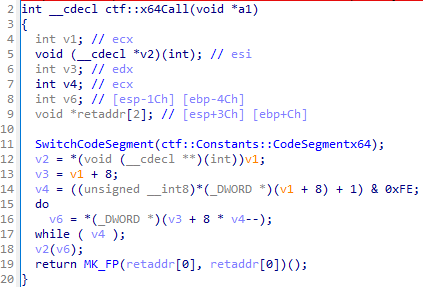 2 int __cdecl ctf::x64Call(void *a1)
3 {
4 int v1; // ecx
5 void (__cdecl *v2)(int); // esi
6 int v3; // edx
7 int v4; // ecx
8 int v6; // [esp-1Ch] [ebp-4Ch]
9 void *retaddr[2]; // [esp+3Ch] [ebp+Ch]
10
11 SwitchCodeSegment(ctf::Constants::CodeSegmentx64);
12 v2 = *(void (__cdecl **)(int))v1;
13 v3 = v1 + 8;
14 v4 = ((unsigned __int8)*(_DWORD *)(v1 + 8) + 1) & 0xFE;
15 do
16 v6 = *(_DWORD *)(v3 + 8 * v4--);
17 while ( v4 );
18 v2(v6);
19 return MK_FP(retaddr[0], retaddr[0])();
20 }